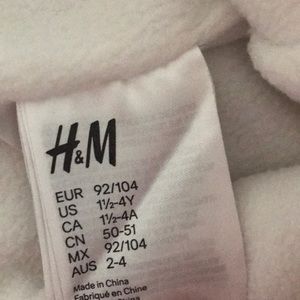 H&M
EUR 92/104
US 1½-4Y
CA 1½-4A
CN 50-51
MX 92/104
AUS 2-4
Made in China
Fabriqué en Chine